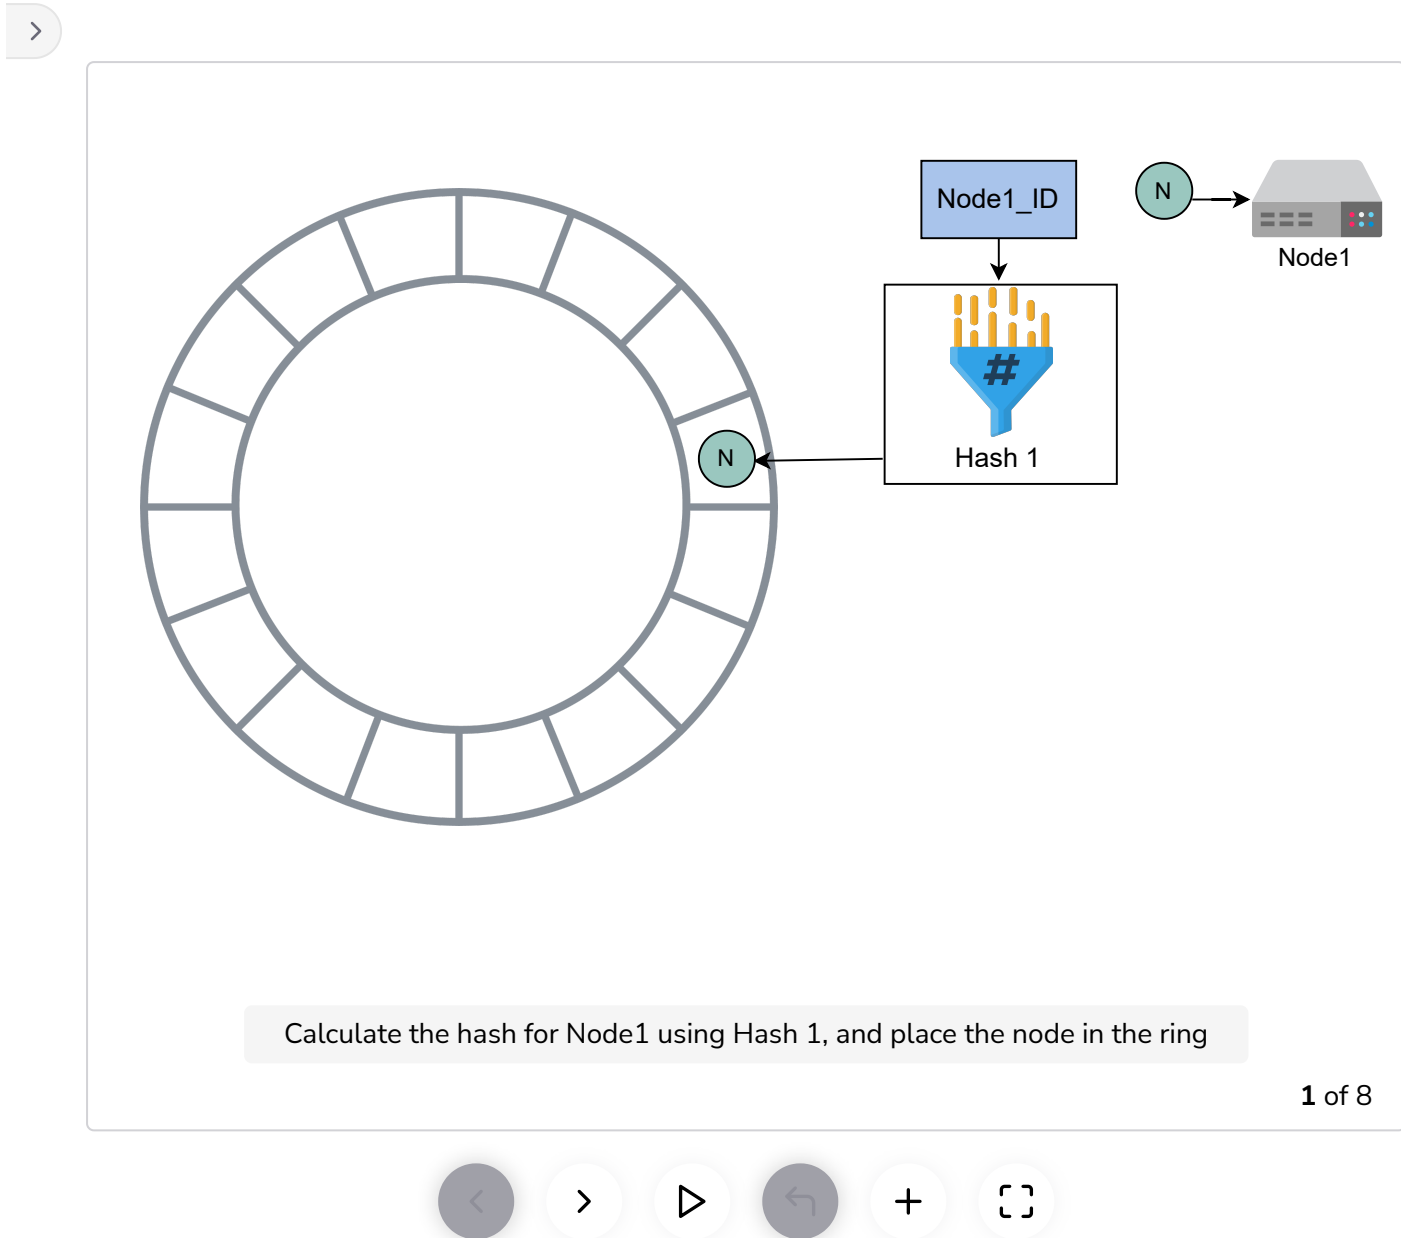 Node1_ID
N
Node1
#
Hash 1
N
Calculate the hash for Node1 using Hash 1, and place the node in the ring
1 of 8